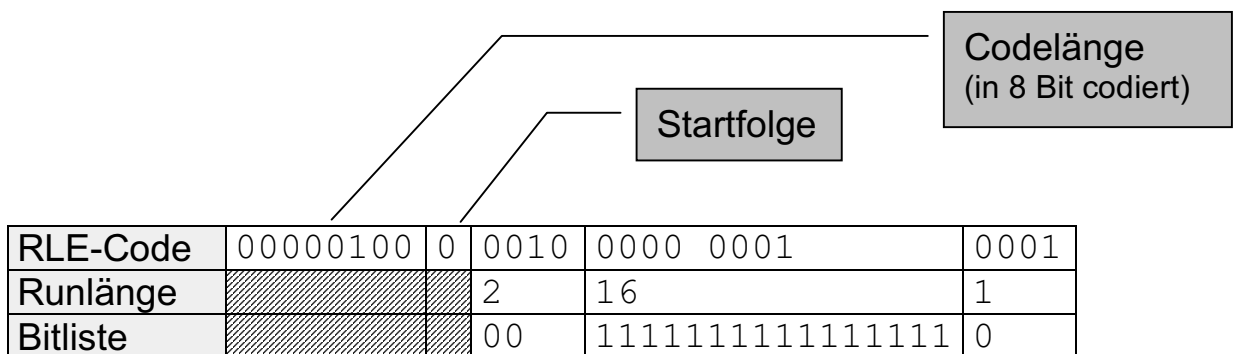 Codelänge
(in 8 Bit codiert)
Startfolge
RLE-Code 00000100 0 0010 0000 0001 0001
Runlänge 2 16 1
Bitliste 00 1111111111111111 0